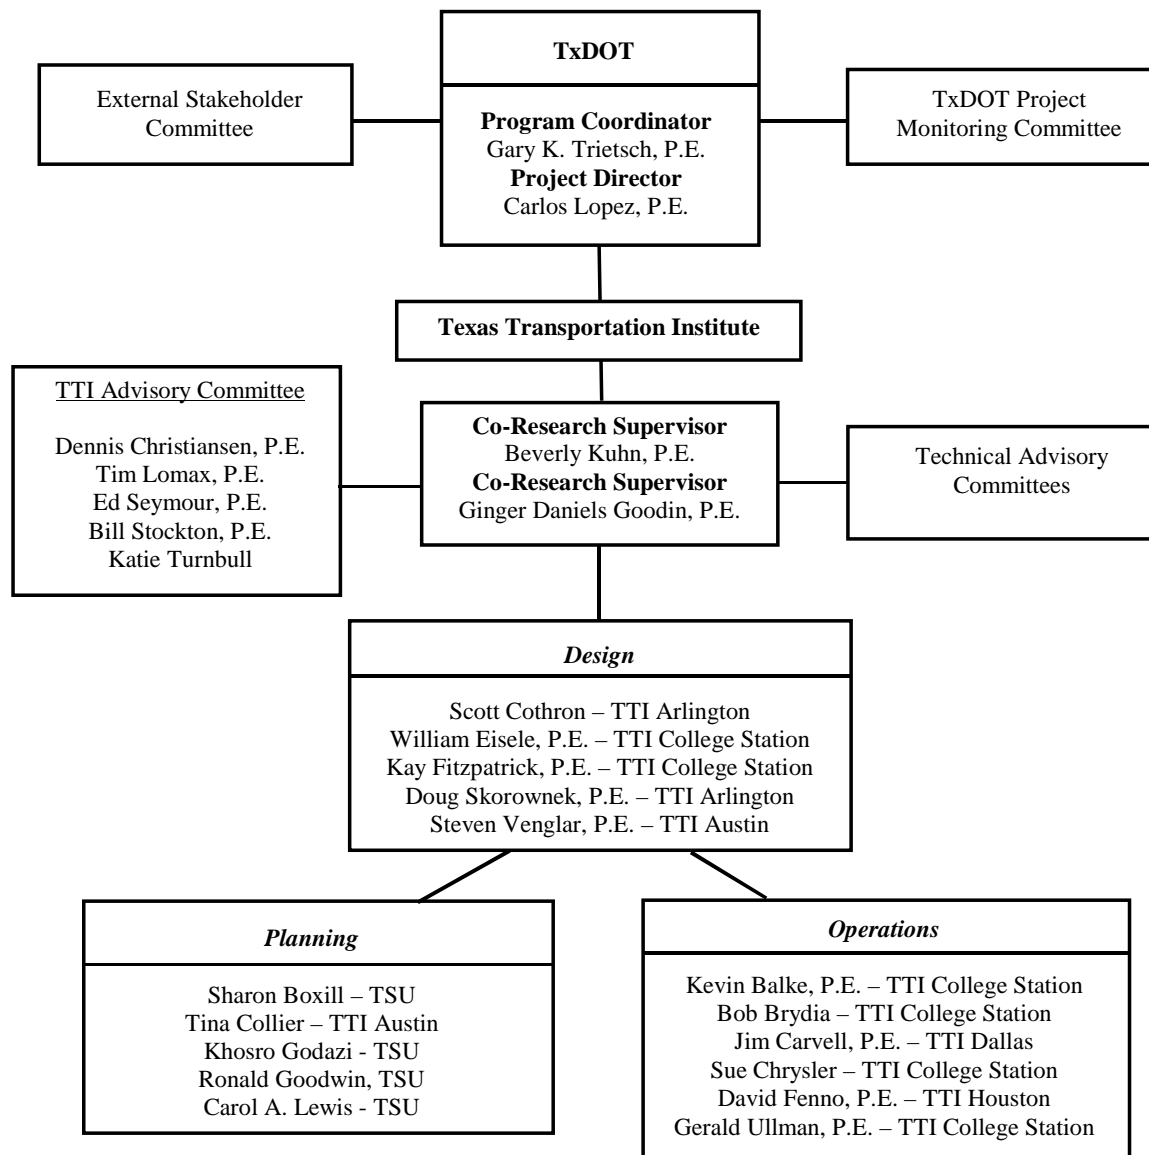 TxDOT
External Stakeholder
Committee
Program Coordinator
Gary K. Trietsch, P.E.
Project Director
Carlos Lopez, P.E.
TxDOT Project
Monitoring Committee
Texas Transportation Institute
TTI Advisory Committee
Dennis Christiansen, P.E.
Tim Lomax, P.E.
Ed Seymour, P.E.
Bill Stockton, P.E.
Katie Turnbull
Co-Research Supervisor
Beverly Kuhn, P.E.
Co-Research Supervisor
Ginger Daniels Goodin, P.E.
Technical Advisory
Committees
Design
Scott Cothron – TTI Arlington
William Eisele, P.E. – TTI College Station
Kay Fitzpatrick, P.E. – TTI College Station
Doug Skorownek, P.E. – TTI Arlington
Steven Venglar, P.E. – TTI Austin
Planning
Sharon Boxill – TSU
Tina Collier – TTI Austin
Khosro Godazi - TSU
Ronald Goodwin, TSU
Carol A. Lewis - TSU
Operations
Kevin Balke, P.E. – TTI College Station
Bob Brydia – TTI College Station
Jim Carvell, P.E. – TTI Dallas
Sue Chrysler – TTI College Station
David Fenno, P.E. – TTI Houston
Gerald Ullman, P.E. – TTI College Station